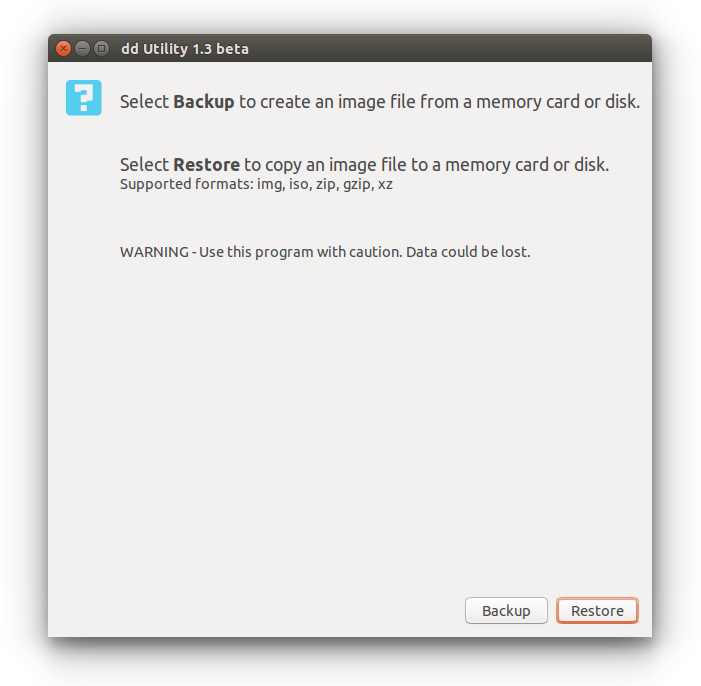 dd Utility 1.3 beta
Select Backup to create an image file from a memory card or disk.
Select Restore to copy an image file to a memory card or disk.
Supported formats: img, iso, zip, gzip, xz
WARNING - Use this program with caution. Data could be lost.
Backup Restore